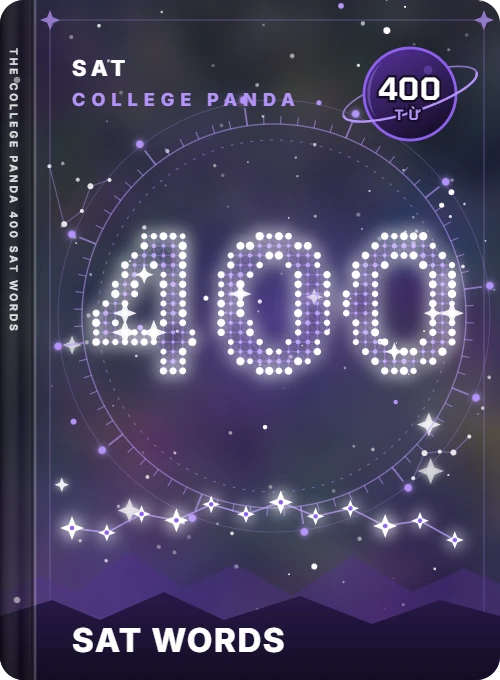 THE COLLEGE PANDA 400 SAT WORDS
SAT
COLLEGE PANDA
400
TỪ
400
SAT WORDS